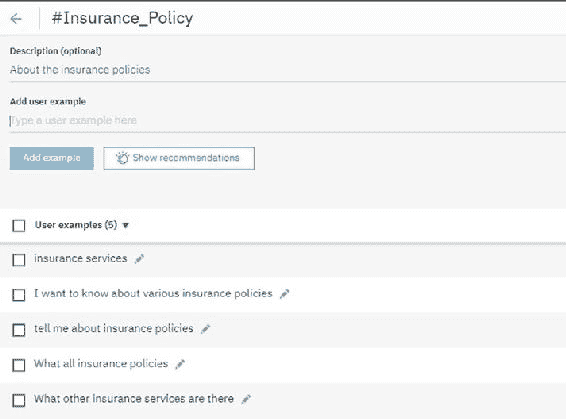 #Insurance_Policy
Description (optional)
About the insurance policies
Add user example
Type a user example here
Add example
Show recommendations
User examples (5) ▼
insurance services
I want to know about various insurance policies
tell me about insurance policies
What all insurance policies
What other insurance services are there